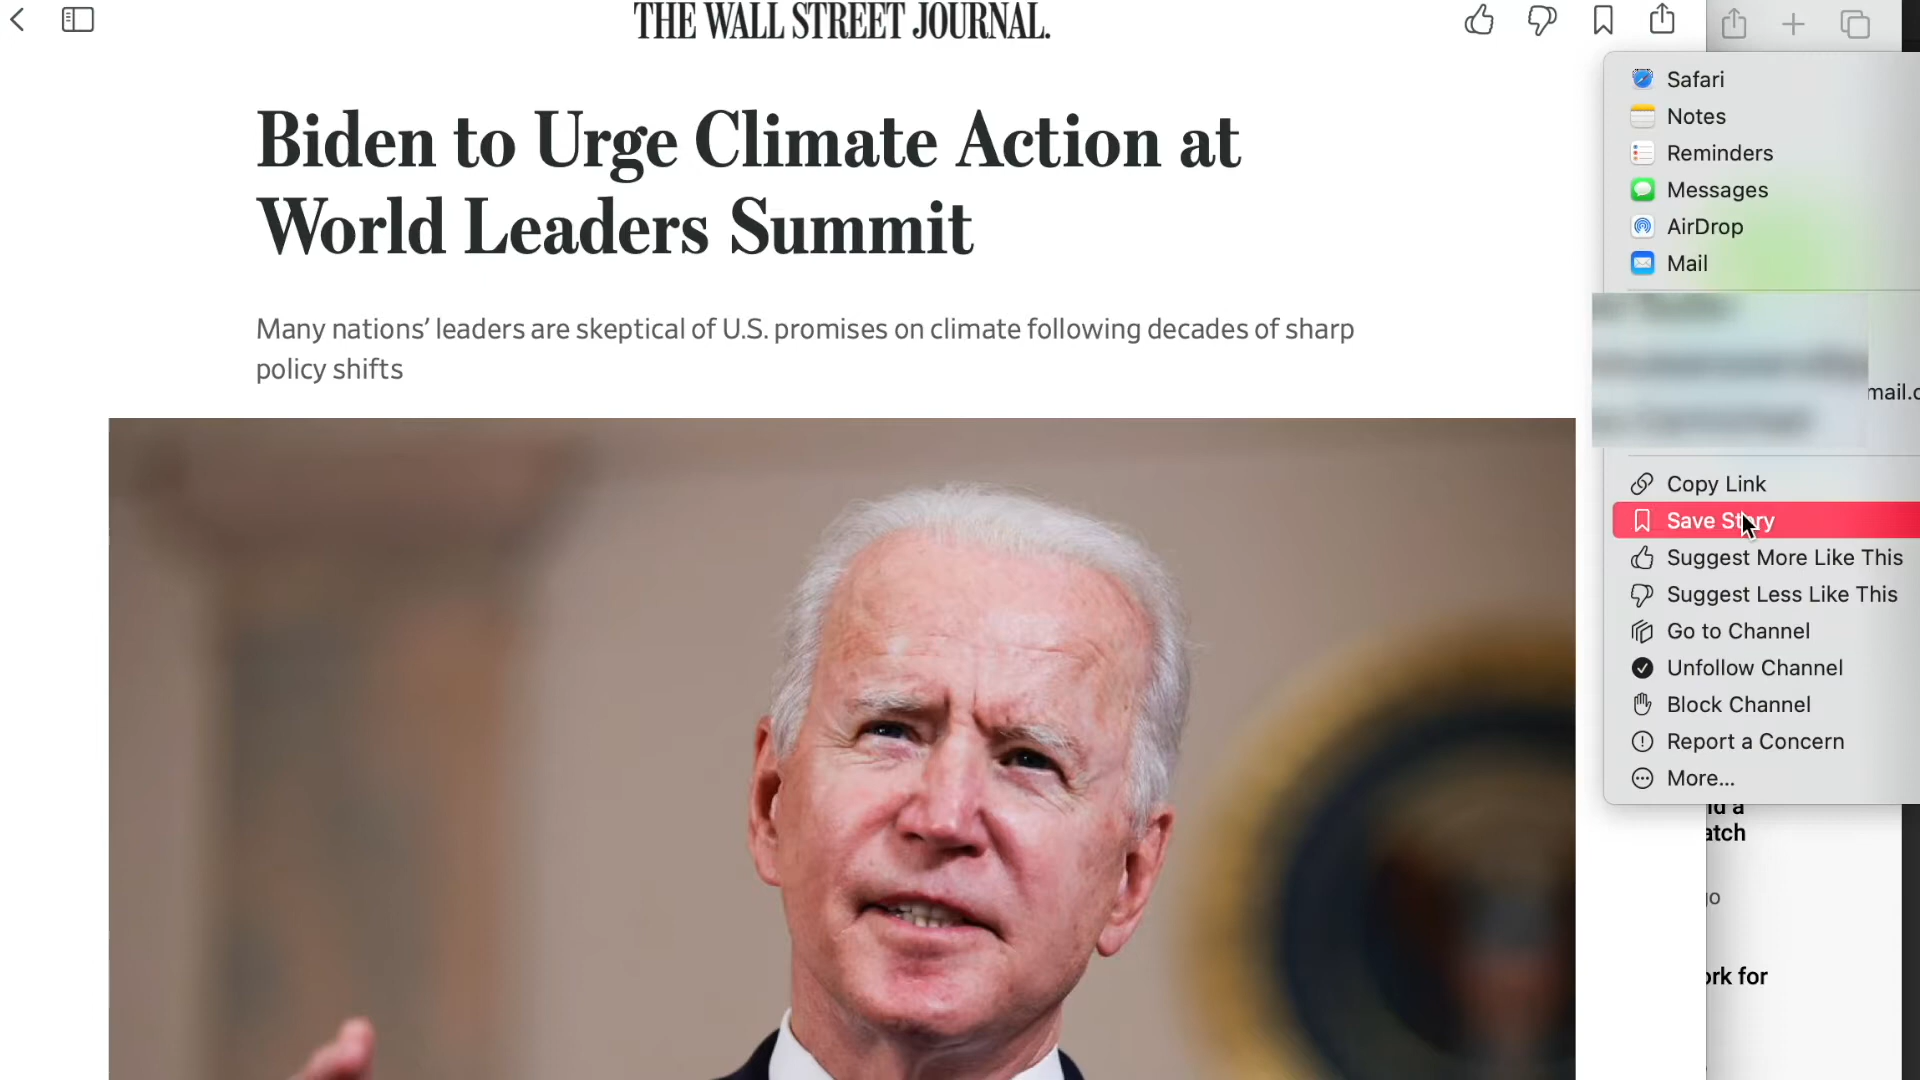 THE WALL STREET JOURNAL.
Biden to Urge Climate Action at
World Leaders Summit
Many nations’ leaders are skeptical of U.S. promises on climate following decades of sharp
policy shifts
Safari
Notes
Reminders
Messages
AirDrop
Mail
mail.c
Copy Link
Save Story
Suggest More Like This
Suggest Less Like This
Go to Channel
Unfollow Channel
Block Channel
Report a Concern
More...
atch
ork for